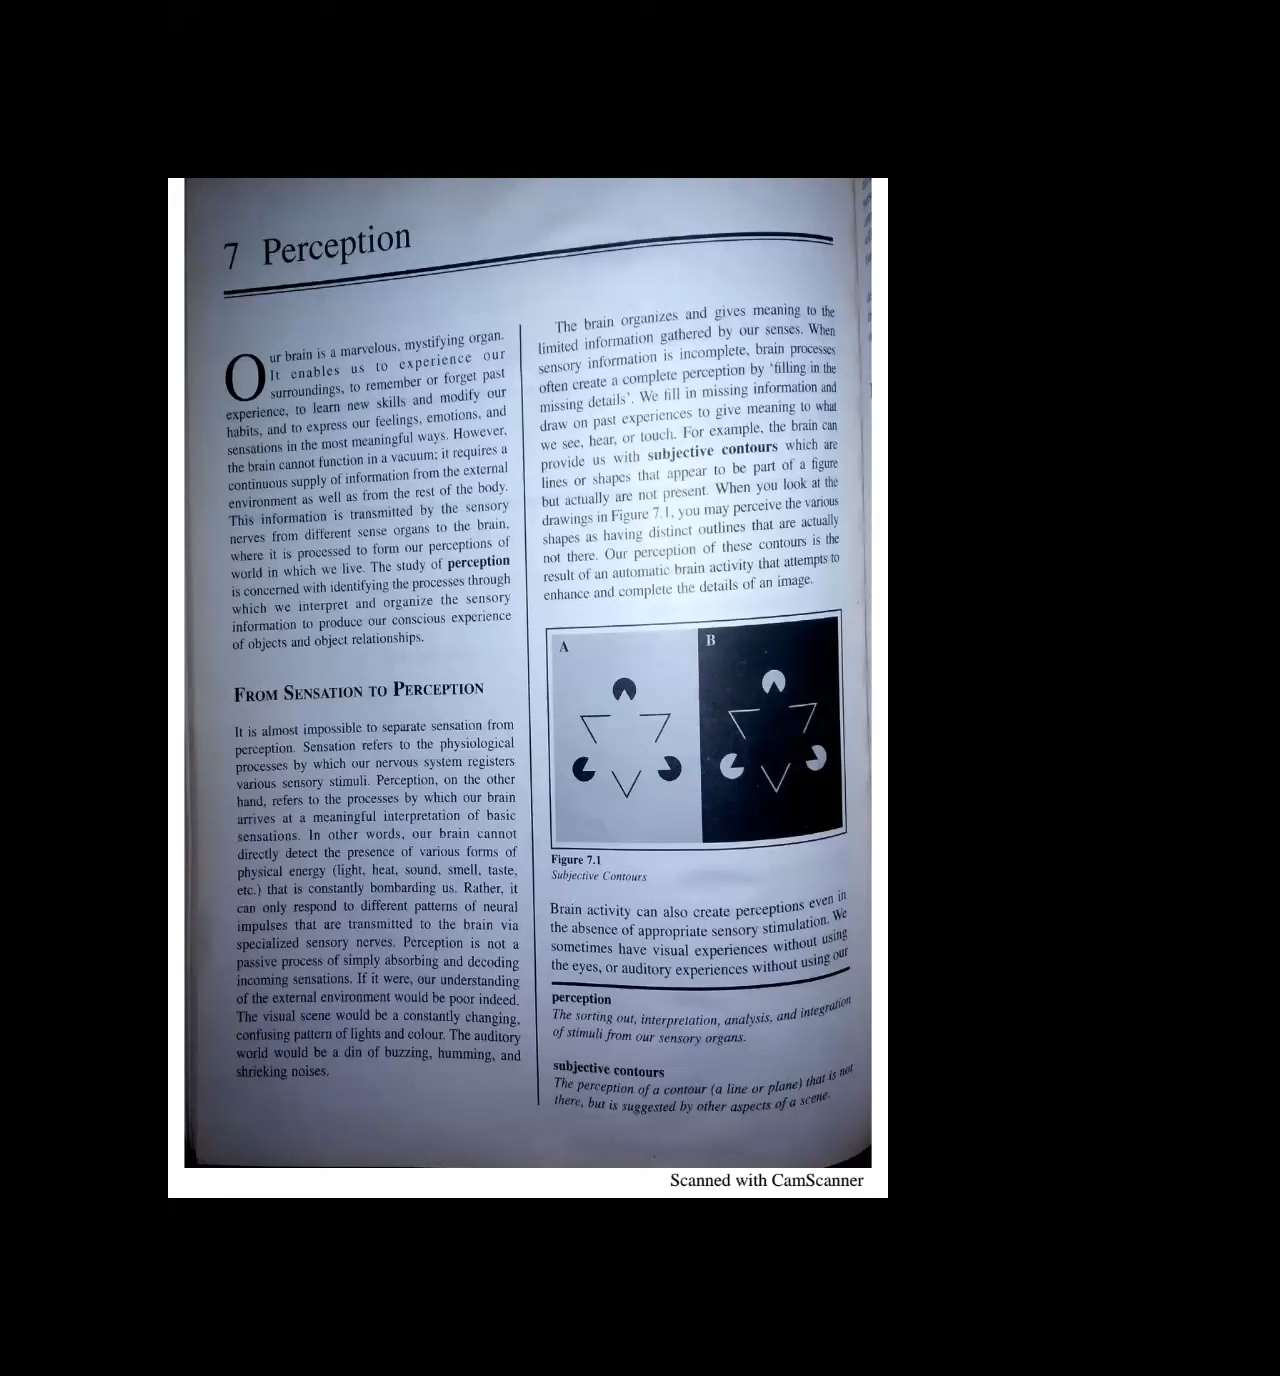 7 Perception
Our brain is a marvelous, mystifying organ.
It enables us to experience our
surroundings, to remember or forget past
experience, to learn new skills and modify our
habits, and to express our feelings, emotions, and
sensations in the most meaningful ways. However,
the brain cannot function in a vacuum; it requires a
continuous supply of information from the external
environment as well as from the rest of the body.
This information is transmitted by the sensory
nerves from different sense organs to the brain,
where it is processed to form our perceptions of
world in which we live. The study of perception
is concerned with identifying the processes through
which we interpret and organize the sensory
information to produce our conscious experience
of objects and object relationships.
FROM SENSATION TO PERCEPTION
It is almost impossible to separate sensation from
perception. Sensation refers to the physiological
processes by which our nervous system registers
various sensory stimuli. Perception, on the other
hand, refers to the processes by which our brain
arrives at a meaningful interpretation of basic
sensations. In other words, our brain cannot
directly detect the presence of various forms of
physical energy (light, heat, sound, smell, taste,
etc.) that is constantly bombarding us. Rather, it
can only respond to different patterns of neural
impulses that are transmitted to the brain via
specialized sensory nerves. Perception is not a
passive process of simply absorbing and decoding
incoming sensations. If it were, our understanding
of the external environment would be poor indeed.
The visual scene would be a constantly changing,
confusing pattern of lights and colour. The auditory
world would be a din of buzzing, humming, and
shrieking noises.
The brain organizes and gives meaning to the
limited information gathered by our senses. When
sensory information is incomplete, brain processes
often create a complete perception by ‘filling in the
missing details’. We fill in missing information and
draw on past experiences to give meaning to what
we see, hear, or touch. For example, the brain can
provide us with subjective contours which are
lines or shapes that appear to be part of a figure
but actually are not present. When you look at the
drawings in Figure 7.1, you may perceive the various
shapes as having distinct outlines that are actually
not there. Our perception of these contours is the
result of an automatic brain activity that attempts to
enhance and complete the details of an image.
A
B
Figure 7.1
Subjective Contours
Brain activity can also create perceptions even in
the absence of appropriate sensory stimulation. We
sometimes have visual experiences without using
the eyes, or auditory experiences without using our
perception
The sorting out, interpretation, analysis, and integration
of stimuli from our sensory organs.
subjective contours
The perception of a contour (a line or plane) that is not
there, but is suggested by other aspects of a scene.
Scanned with CamScanner